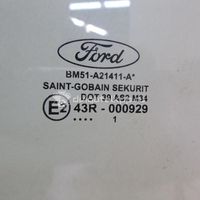 Ford
BM51-A21411-A*
SAINT-GOBAIN SEKURIT
DOT 39 AS2 M34
E2 43R - 000929
.... 1